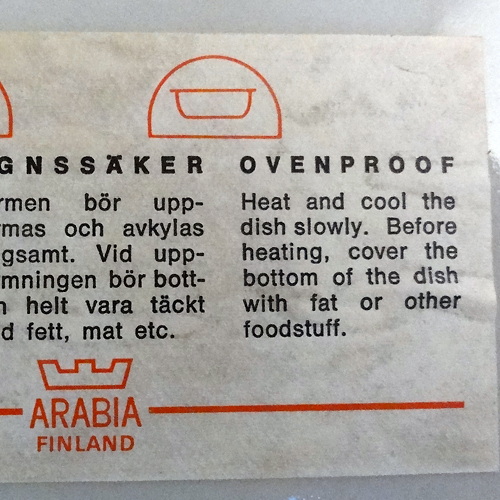 GNSSÄKER
rmen bör upp-
rmas och avkylas
gsamt. Vid upp-
mningen bör bott-
n helt vara täckt
d fett, mat etc.
OVENPROOF
Heat and cool the
dish slowly. Before
heating, cover the
bottom of the dish
with fat or other
foodstuff.
ARABIA
FINLAND